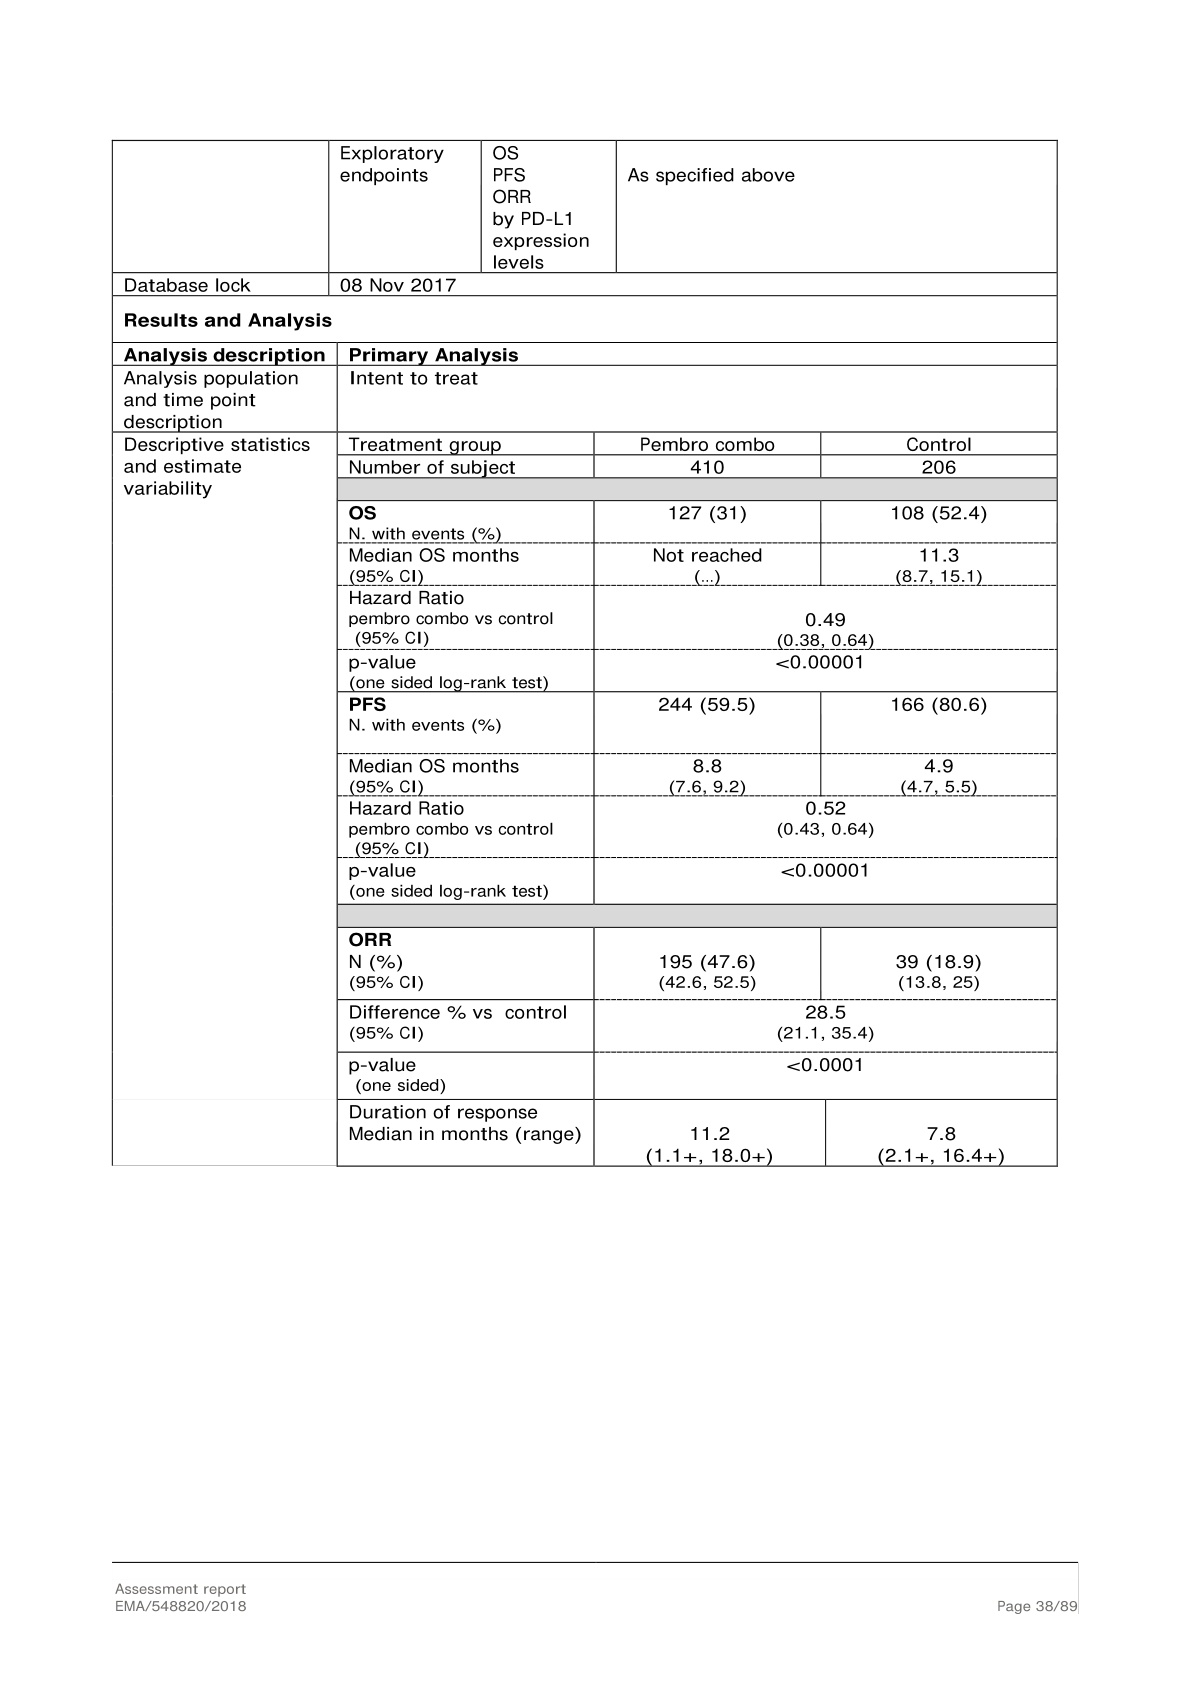 Exploratory endpoints
OS
PFS
ORR
by PD-L1
expression
levels
As specified above
Database lock
08 Nov 2017
Results and Analysis
Analysis description
Primary Analysis
Analysis population
and time point
description
Intent to treat
Descriptive statistics
and estimate
variability
Treatment group
Pembro combo
Control
Number of subject
410
206
OS
N. with events (%)
127 (31)
108 (52.4)
Median OS months
(95% CI)
Not reached
(…)
11.3
(8.7, 15.1)
Hazard Ratio
pembro combo vs control
(95% CI)
0.49
(0.38, 0.64)
p-value
(one sided log-rank test)
<0.00001
PFS
N. with events (%)
244 (59.5)
166 (80.6)
Median OS months
(95% CI)
8.8
(7.6, 9.2)
4.9
(4.7, 5.5)
Hazard Ratio
pembro combo vs control
(95% CI)
0.52
(0.43, 0.64)
p-value
(one sided log-rank test)
<0.00001
ORR
N (%)
(95% CI)
195 (47.6)
(42.6, 52.5)
39 (18.9)
(13.8, 25)
Difference % vs control
(95% CI)
28.5
(21.1, 35.4)
p-value
(one sided)
<0.0001
Duration of response
Median in months (range)
11.2
(1.1+, 18.0+)
7.8
(2.1+, 16.4+)
Assessment report
EMA/548820/2018
Page 38/89